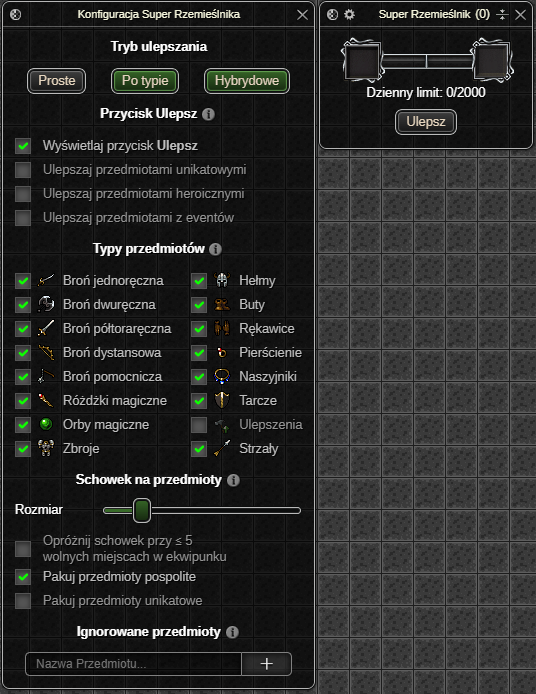 Konfiguracja Super Rzemieślnika
Tryb ulepszania
Proste
Po typie
Hybrydowe
Przycisk Ulepsz
Wyświetlaj przycisk Ulepsz
Ulepszaj przedmiotami unikatowymi
Ulepszaj przedmiotami heroicznymi
Ulepszaj przedmiotami z eventów
Typy przedmiotów
Broń jednoręczna
Hełmy
Broń dwuręczna
Buty
Broń półtoraręczna
Rękawice
Broń dystansowa
Pierścienie
Broń pomocnicza
Naszyjniki
Różdżki magiczne
Tarcze
Orby magiczne
Ulepszenia
Zbroje
Strzały
Schowek na przedmioty
Rozmiar
Opróżnij schowek przy ≤ 5
wolnych miejscach w ekwipunku
Pakuj przedmioty pospolite
Pakuj przedmioty unikatowe
Ignorowane przedmioty
Nazwa Przedmiotu...
Super Rzemieślnik (0)
Dzienny limit: 0/2000
Ulepsz